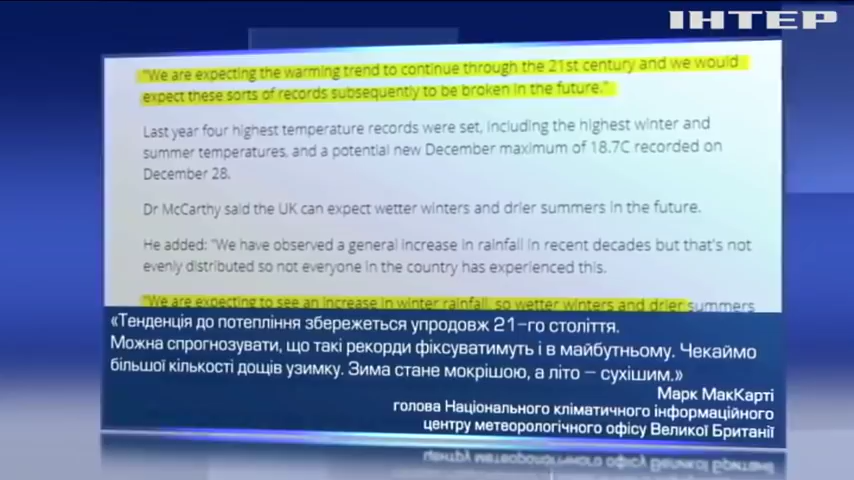 ІНТЕР
"We are expecting the warming trend to continue through the 21st century and we would
expect these sorts of records subsequently to be broken in the future."
Last year four highest temperature records were set, including the highest winter and
summer temperatures, and a potential new December maximum of 18.7C recorded on
December 28.
Dr McCarthy said the UK can expect wetter winters and drier summers in the future.
He added: "We have observed a general increase in rainfall in recent decades but that's not
evenly distributed so not everyone in the country has experienced this.
"We are expecting to see an increase in winter rainfall, so wetter winters and drier summers
«Тенденція до потепління збережеться упродовж 21-го століття.
Можна спрогнозувати, що такі рекорди фіксуватимуть і в майбутньому. Чекаймо
більшої кількості дощів узимку. Зима стане мокрішою, а літо – сухішим.»
Марк МакКарті
голова Національного кліматичного інформаційного
центру метеорологічного офісу Великої Британії